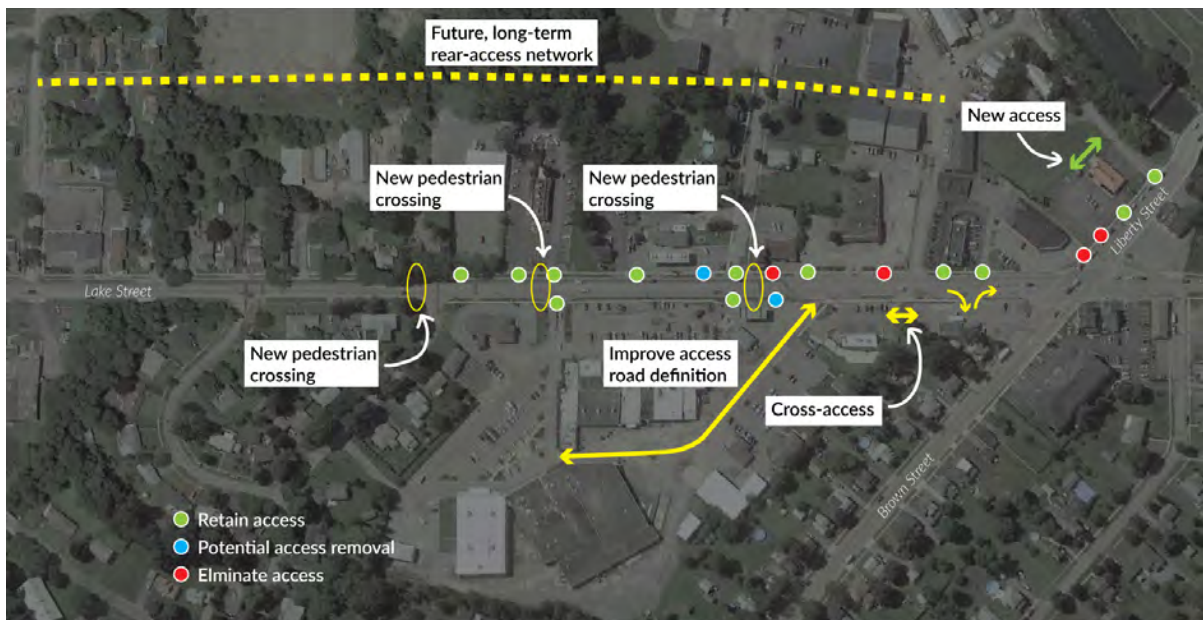 Future, long-term
rear-access network
New access
New pedestrian
crossing
New pedestrian
crossing
Liberty Street
Lake Street
New pedestrian
crossing
Improve access
road definition
Cross-access
Brown Street
Retain access
Potential access removal
Elminate access